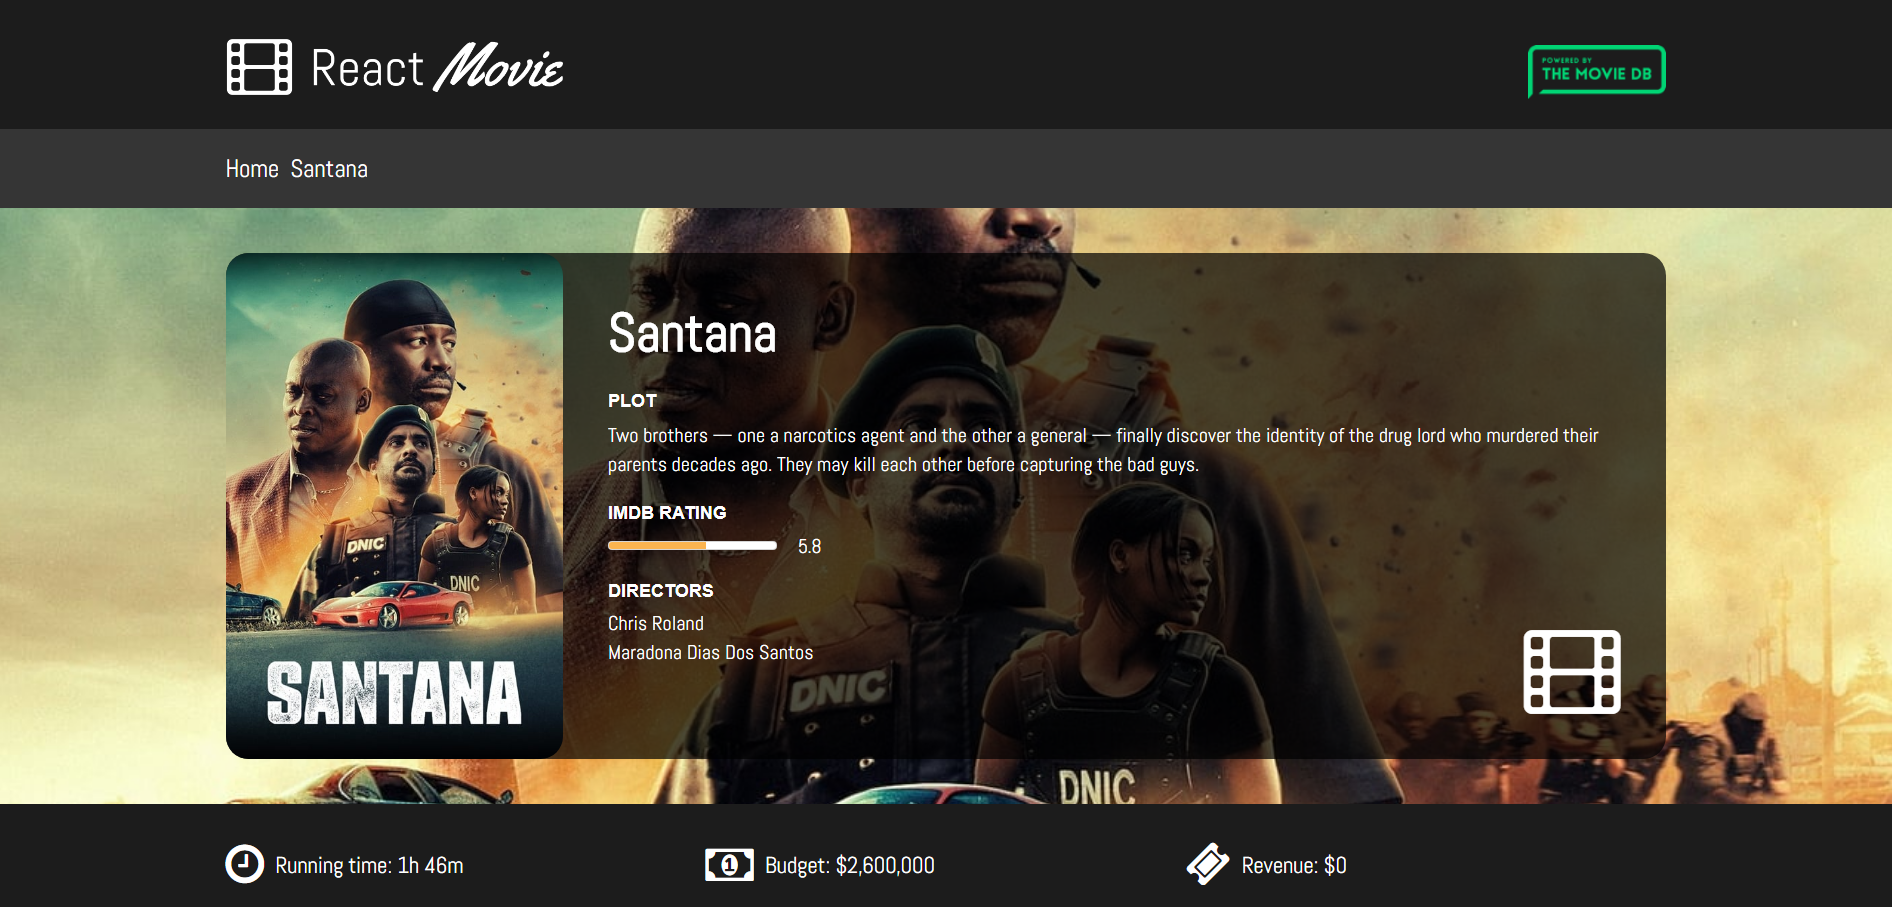 React Movie
POWERED BY
THE MOVIE DB
Home Santana
DNIC
DNIC
SANTANA
Santana
PLOT
Two brothers — one a narcotics agent and the other a general — finally discover the identity of the drug lord who murdered their
parents decades ago. They may kill each other before capturing the bad guys.
IMDB RATING
5.8
DIRECTORS
Chris Roland
Maradona Dias Dos Santos
DNIC
DNIC
Running time: 1h 46m
1
Budget: $2,600,000
Revenue: $0